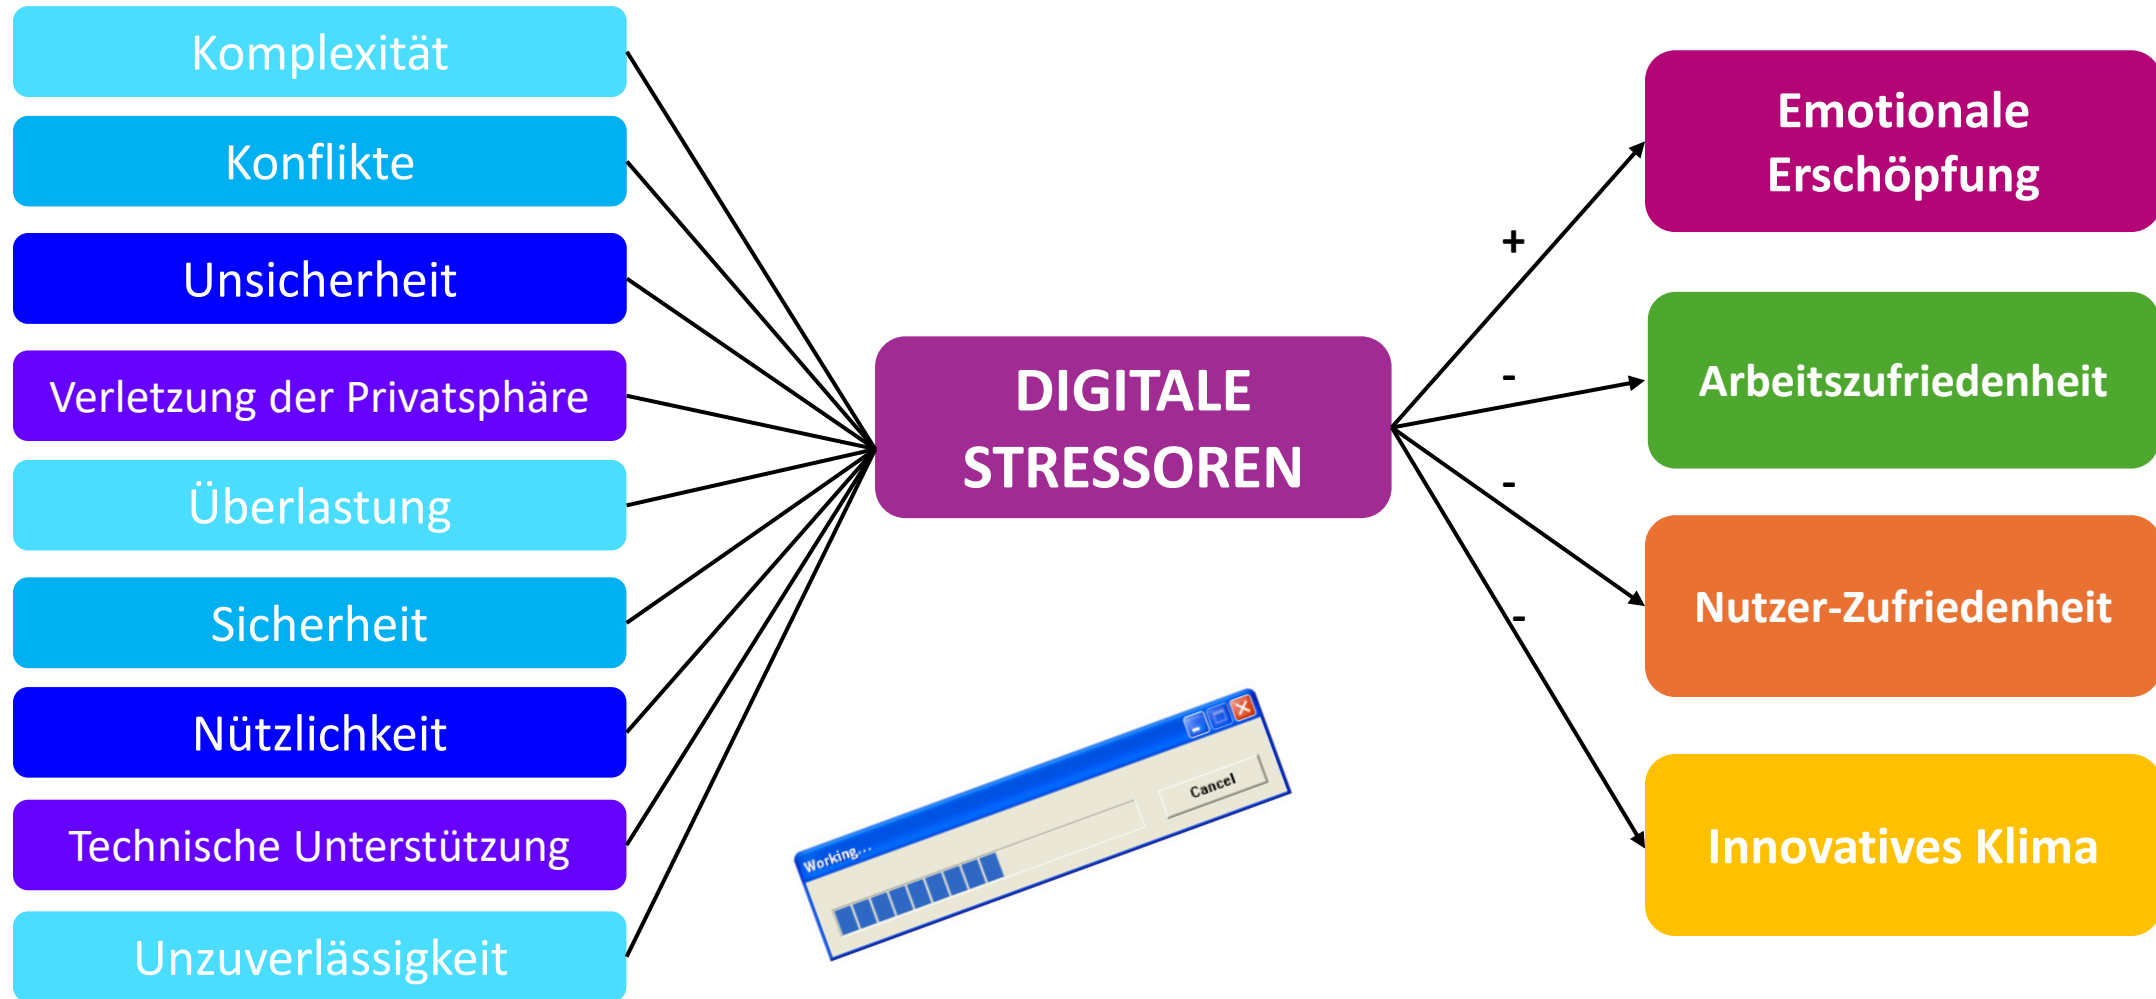 Komplexität
Konflikte
Unsicherheit
Verletzung der Privatsphäre
Überlastung
Sicherheit
Nützlichkeit
Technische Unterstützung
Unzuverlässigkeit
DIGITALE
STRESSOREN
Working...
Cancel
+
-
-
-
Emotionale
Erschöpfung
Arbeitszufriedenheit
Nutzer-Zufriedenheit
Innovatives Klima